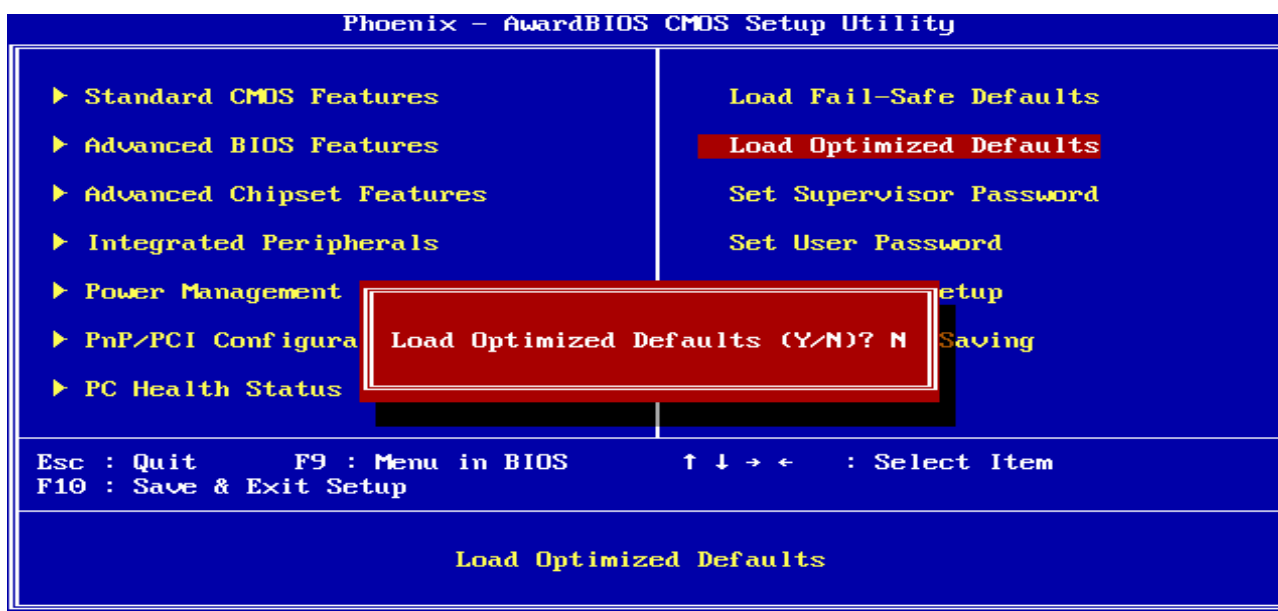 Phoenix - AwardBIOS CMOS Setup Utility
► Standard CMOS Features
► Advanced BIOS Features
► Advanced Chipset Features
► Integrated Peripherals
► Power Management
► PnP/PCI Configura
► PC Health Status
Load Fail-Safe Defaults
Load Optimized Defaults
Set Supervisor Password
Set User Password
etup
Saving
Load Optimized Defaults (Y/N)? N
Esc : Quit F9 : Menu in BIOS ↑ ↓ → ← : Select Item
F10 : Save & Exit Setup
Load Optimized Defaults